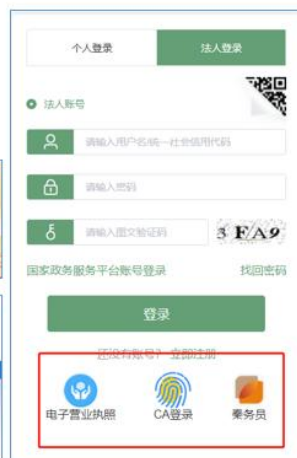 个人登录 法人登录
法人账号
请输入用户名/统一社会信用代码
请输入密码
请输入图文验证码 3 F A 9
国家政务服务平台账号登录 找回密码
登录
还没有账号? 立即注册
电子营业执照 CA登录 秦务员